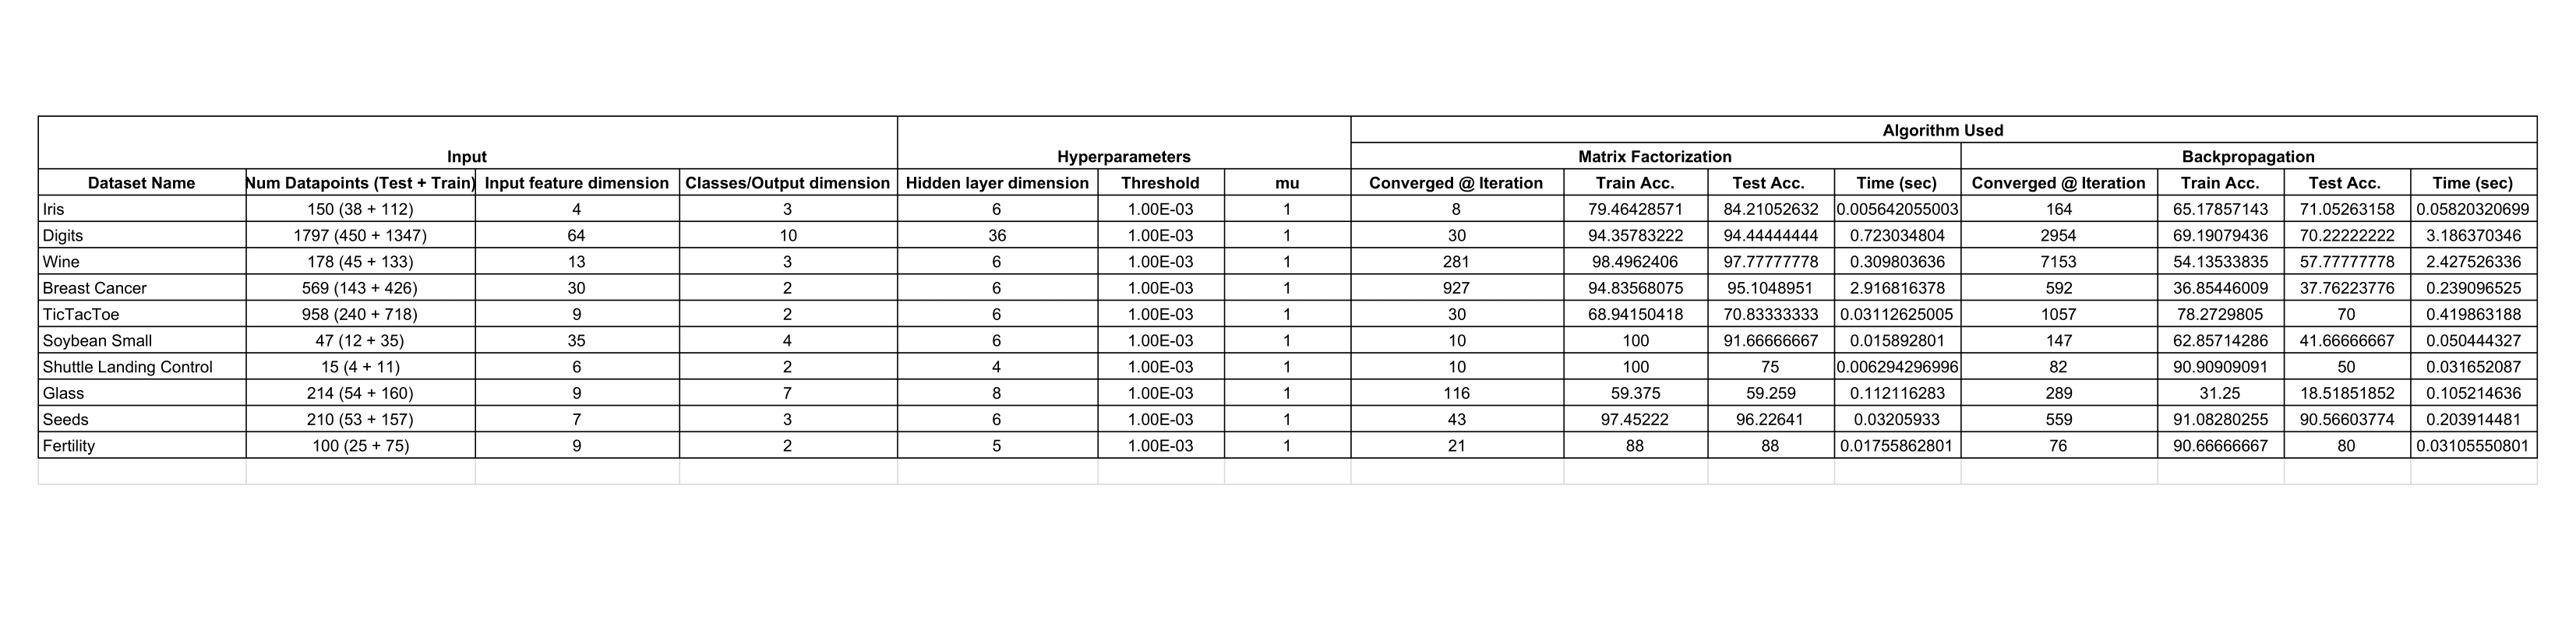 Algorithm Used
Input Hyperparameters Matrix Factorization Backpropagation
Dataset Name Num Datapoints (Test + Train) Input feature dimension Classes/Output dimension Hidden layer dimension Threshold mu Converged @ Iteration Train Acc. Test Acc. Time (sec) Converged @ Iteration Train Acc. Test Acc. Time (sec)
Iris 150 (38 + 112) 4 3 6 1.00E-03 1 8 79.46428571 84.21052632 0.005642055003 164 65.17857143 71.05263158 0.05820320699
Digits 1797 (450 + 1347) 64 10 36 1.00E-03 1 30 94.35783222 94.44444444 0.723034804 2954 69.19079436 70.22222222 3.186370346
Wine 178 (45 + 133) 13 3 6 1.00E-03 1 281 98.4962406 97.77777778 0.309803636 7153 54.13533835 57.77777778 2.427526336
Breast Cancer 569 (143 + 426) 30 2 6 1.00E-03 1 927 94.83568075 95.1048951 2.916816378 592 36.85446009 37.76223776 0.239096525
TicTacToe 958 (240 + 718) 9 2 6 1.00E-03 1 30 68.94150418 70.83333333 0.03112625005 1057 78.2729805 70 0.419863188
Soybean Small 47 (12 + 35) 35 4 6 1.00E-03 1 10 100 91.66666667 0.015892801 147 62.85714286 41.66666667 0.050444327
Shuttle Landing Control 15 (4 + 11) 6 2 4 1.00E-03 1 10 100 75 0.006294296996 82 90.90909091 50 0.031652087
Glass 214 (54 + 160) 9 7 8 1.00E-03 1 116 59.375 59.259 0.112116283 289 31.25 18.51851852 0.105214636
Seeds 210 (53 + 157) 7 3 6 1.00E-03 1 43 97.45222 96.22641 0.03205933 559 91.08280255 90.56603774 0.203914481
Fertility 100 (25 + 75) 9 2 5 1.00E-03 1 21 88 88 0.01755862801 76 90.66666667 80 0.03105550801